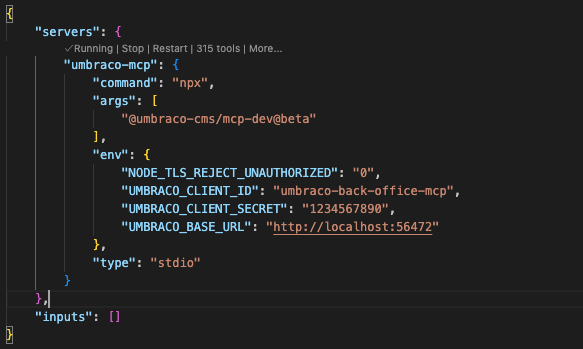 {
    "servers": {
        ✓Running | Stop | Restart | 315 tools | More...
        "umbraco-mcp": {
            "command": "npx",
            "args": [
                "@umbraco-cms/mcp-dev@beta"
            ],
            "env": {
                "NODE_TLS_REJECT_UNAUTHORIZED": "0",
                "UMBRACO_CLIENT_ID": "umbraco-back-office-mcp",
                "UMBRACO_CLIENT_SECRET": "1234567890",
                "UMBRACO_BASE_URL": "http://localhost:56472"
            },
            "type": "stdio"
        }
    },
    "inputs": []
}